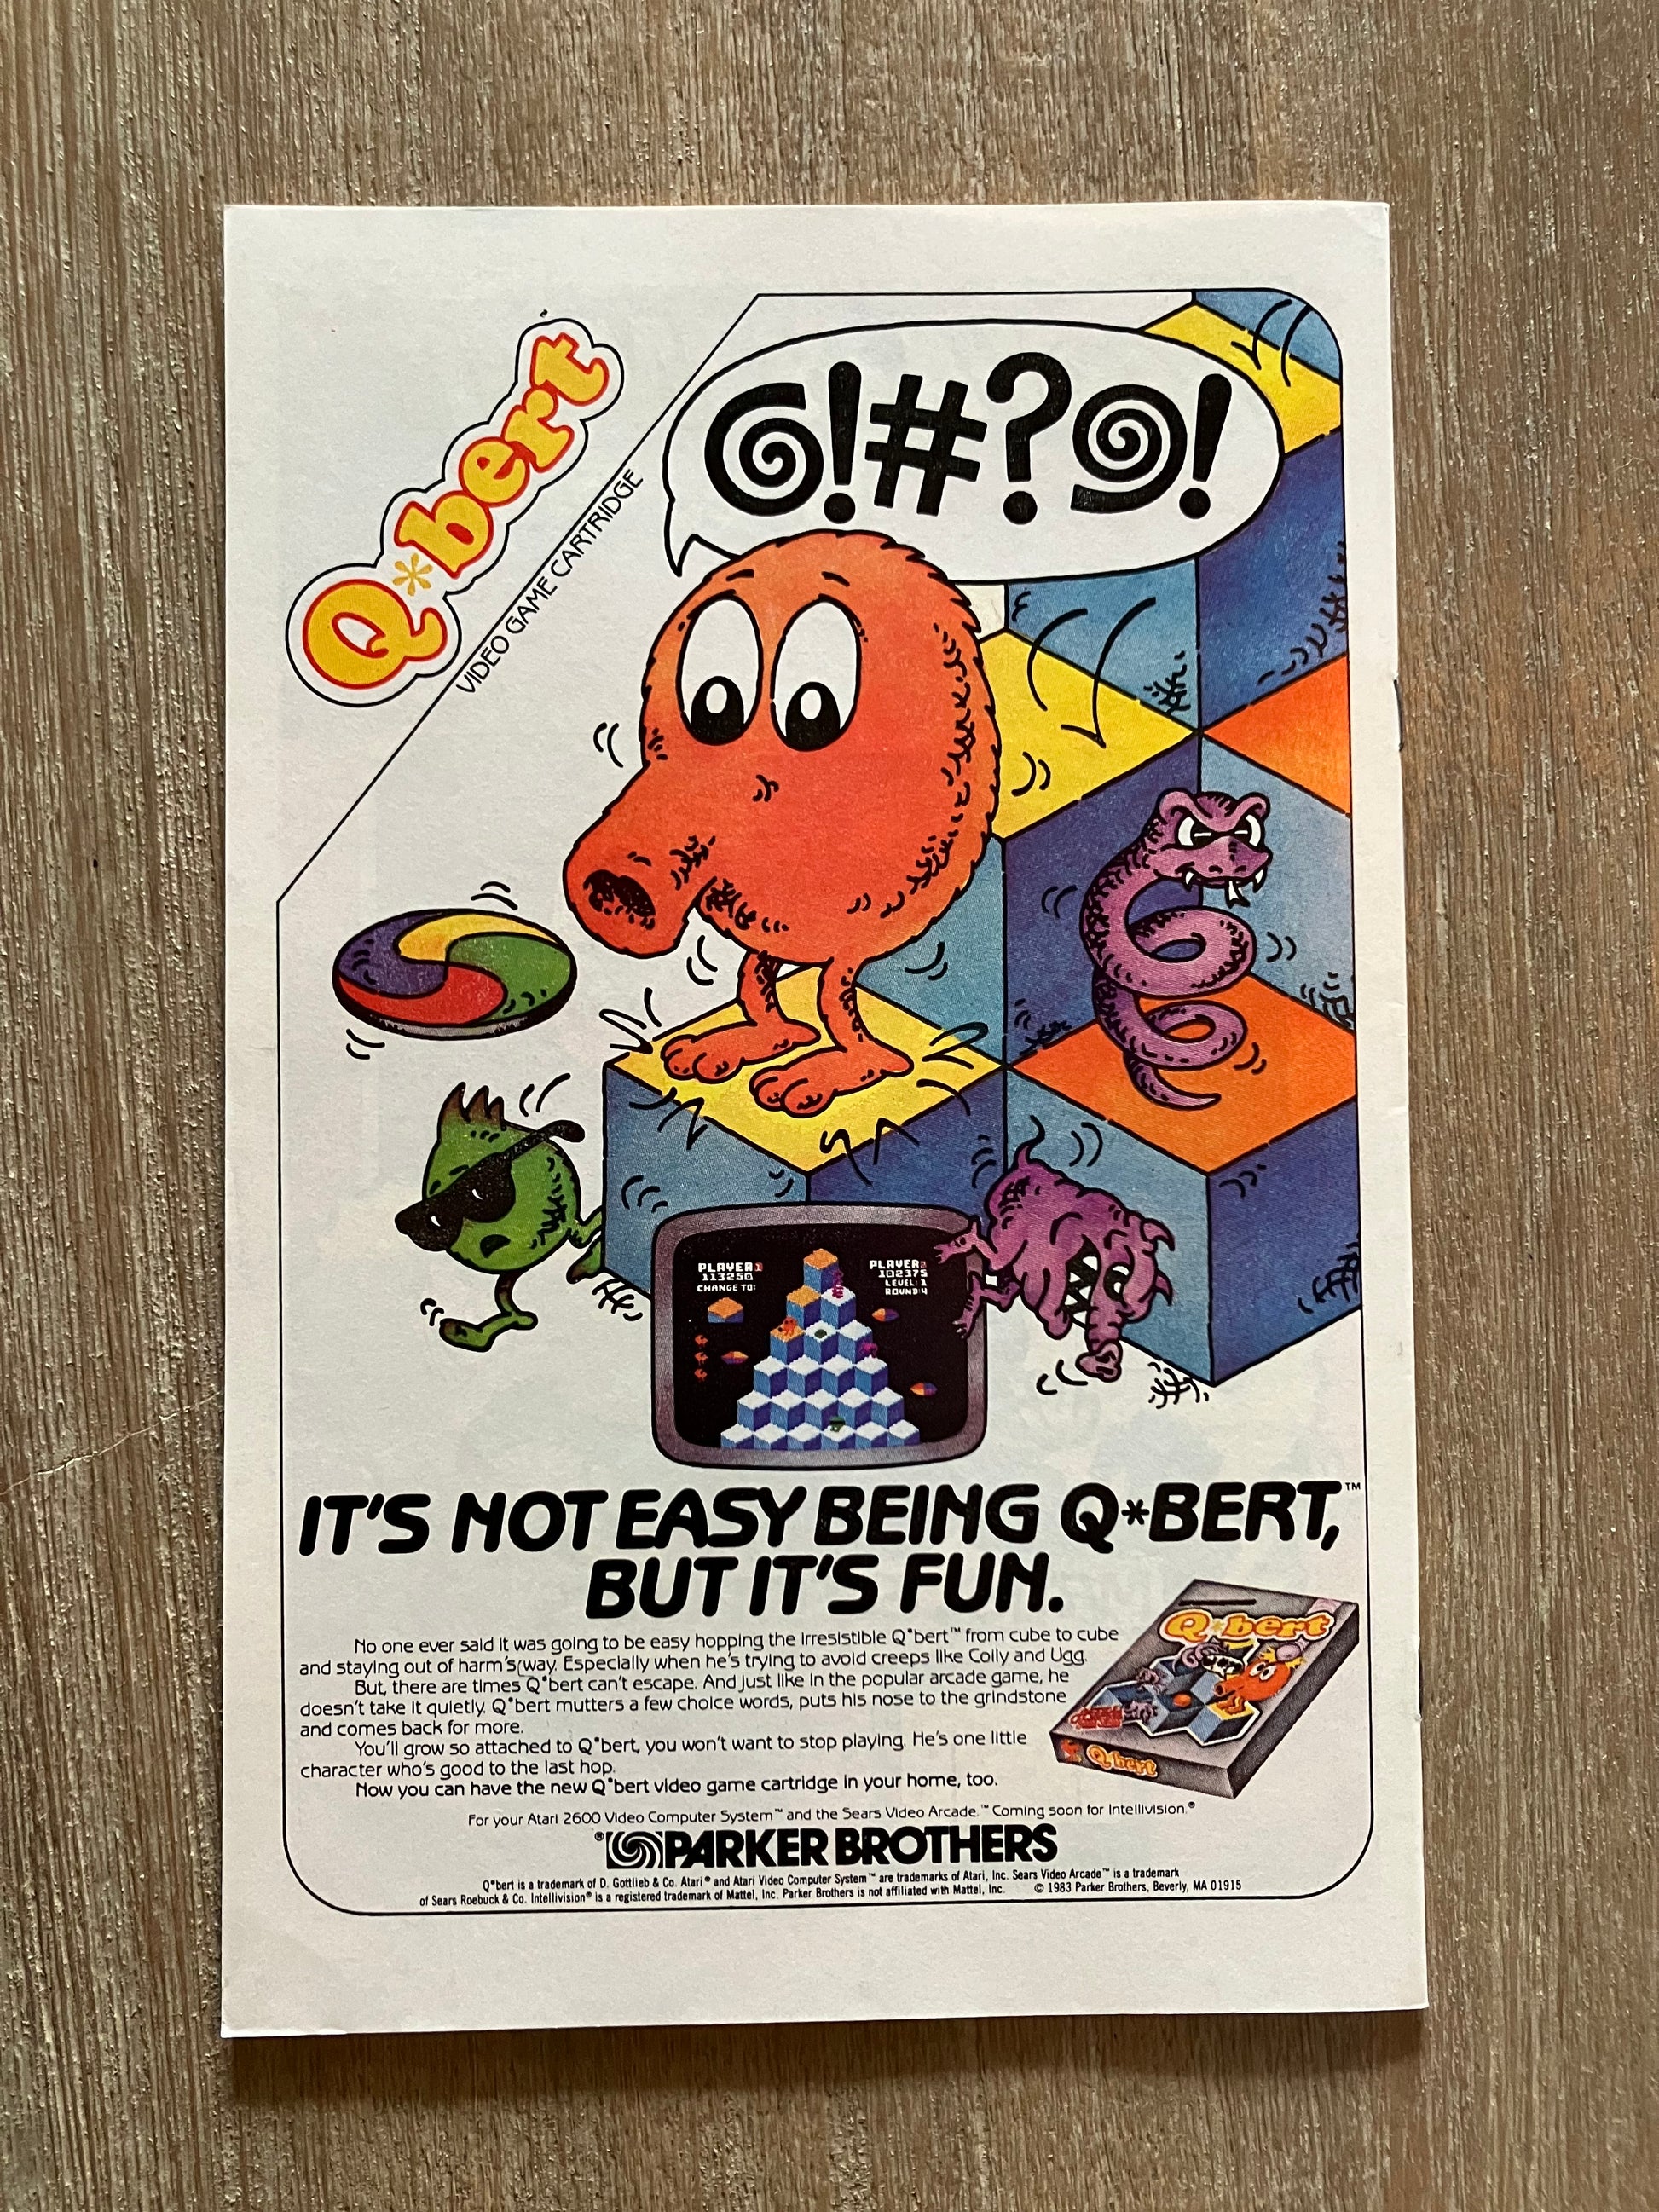 Q*bert™
VIDEO GAME CARTRIDGE
@!#?@!
PLAYER 1
113250
CHANGE TO:
PLAYER 2
102375
LEVEL: 1
ROUND: 4
IT'S NOT EASY BEING Q*BERT,™
BUT IT'S FUN.
No one ever said it was going to be easy hopping the irresistible Q*bert™ from cube to cube
and staying out of harm's way. Especially when he's trying to avoid creeps like Coily and Ugg.
But, there are times Q*bert can't escape. And just like in the popular arcade game, he
doesn't take it quietly. Q*bert mutters a few choice words, puts his nose to the grindstone
and comes back for more.
You'll grow so attached to Q*bert, you won't want to stop playing. He's one little
character who's good to the last hop.
Now you can have the new Q*bert video game cartridge in your home, too.
Q*bert
Q*bert
For your Atari 2600 Video Computer System™ and the Sears Video Arcade.™ Coming soon for Intellivision.®
®PARKER BROTHERS
Q*bert is a trademark of D. Gottlieb & Co. Atari® and Atari Video Computer System™ are trademarks of Atari, Inc. Sears Video Arcade™ is a trademark
of Sears Roebuck & Co. Intellivision® is a registered trademark of Mattel, Inc. Parker Brothers is not affiliated with Mattel, Inc. © 1983 Parker Brothers, Beverly, MA 01915